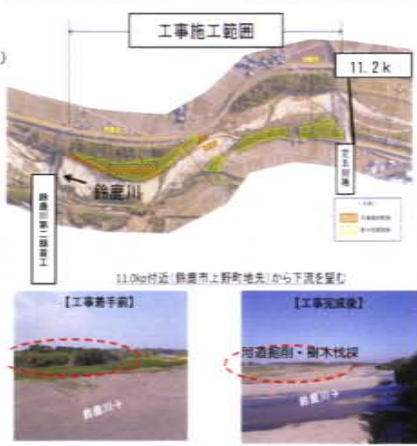 工事施工範囲
11.2k
鈴鹿川
鈴鹿川第二頭首工
11.0kp付近(鈴鹿市上野町地先)から下流を望む
【工事着手前】
【工事完成後】
河道掘削・樹木伐採
鈴鹿川→
鈴鹿川→